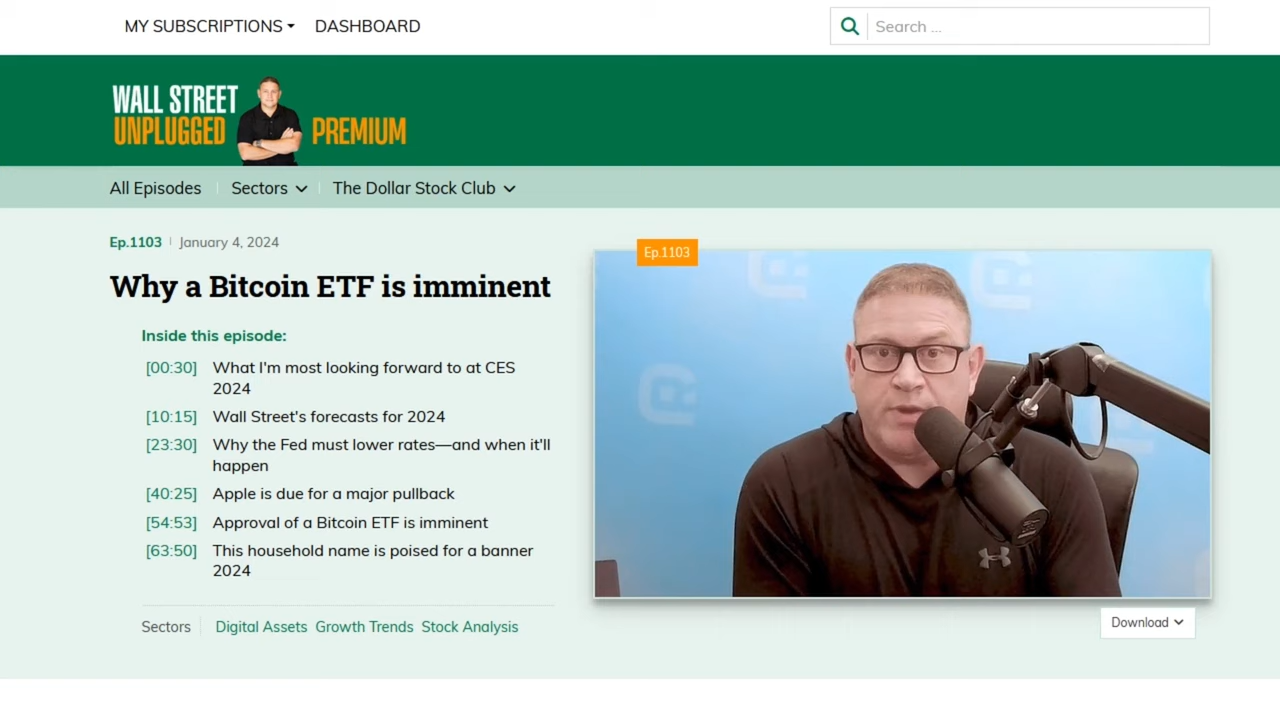 MY SUBSCRIPTIONS DASHBOARD
Search ...
WALL STREET
UNPLUGGED PREMIUM
All Episodes Sectors The Dollar Stock Club
Ep.1103 January 4, 2024
Ep.1103
Why a Bitcoin ETF is imminent
Inside this episode:
[00:30] What I'm most looking forward to at CES
2024
[10:15] Wall Street's forecasts for 2024
[23:30] Why the Fed must lower rates—and when it'll
happen
[40:25] Apple is due for a major pullback
[54:53] Approval of a Bitcoin ETF is imminent
[63:50] This household name is poised for a banner
2024
Sectors Digital Assets Growth Trends Stock Analysis
Download